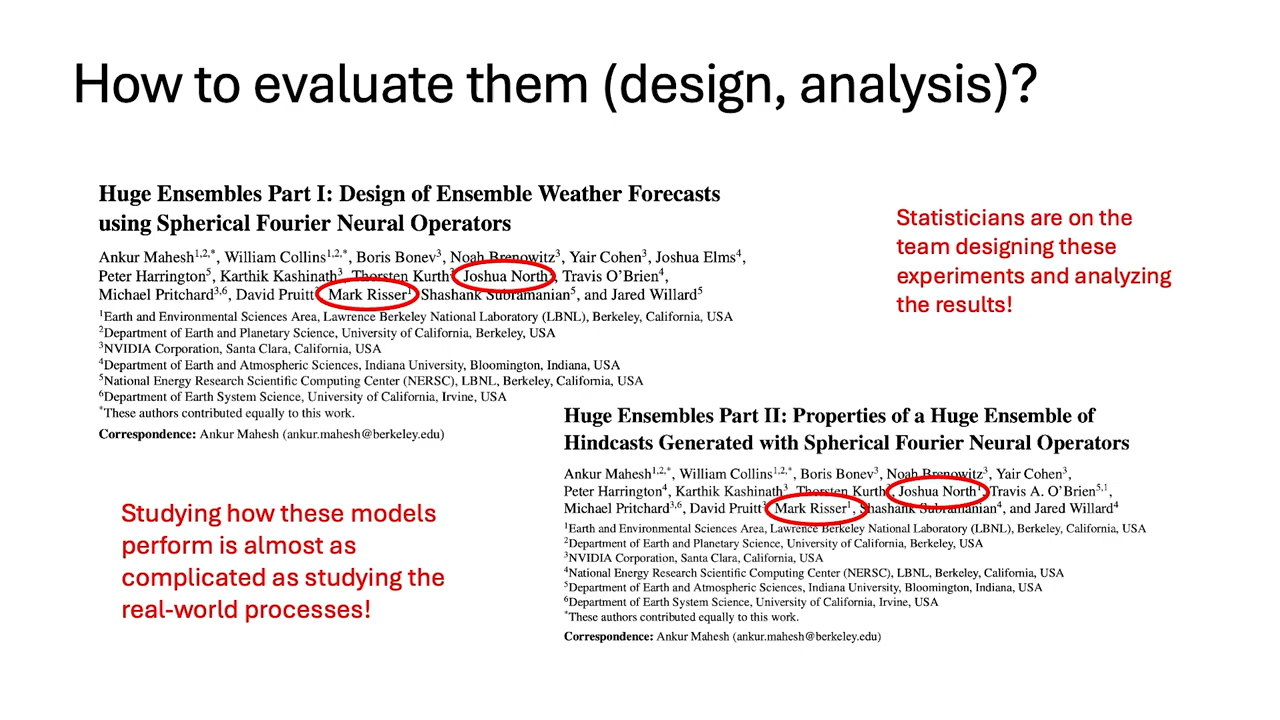 How to evaluate them (design, analysis)?
Huge Ensembles Part I: Design of Ensemble Weather Forecasts
using Spherical Fourier Neural Operators
Ankur Mahesh1,2,*, William Collins1,2,*, Boris Bonev3, Noah Brenowitz3, Yair Cohen3, Joshua Elms4,
Peter Harrington5, Karthik Kashinath3, Thorsten Kurth3, Joshua North1, Travis O'Brien4,
Michael Pritchard3,6, David Pruitt3, Mark Risser1, Shashank Subramanian5, and Jared Willard5
1Earth and Environmental Sciences Area, Lawrence Berkeley National Laboratory (LBNL), Berkeley, California, USA
2Department of Earth and Planetary Science, University of California, Berkeley, USA
3NVIDIA Corporation, Santa Clara, California, USA
4Department of Earth and Atmospheric Sciences, Indiana University, Bloomington, Indiana, USA
5National Energy Research Scientific Computing Center (NERSC), LBNL, Berkeley, California, USA
6Department of Earth System Science, University of California, Irvine, USA
*These authors contributed equally to this work.
Correspondence: Ankur Mahesh (ankur.mahesh@berkeley.edu)
Statisticians are on the
team designing these
experiments and analyzing
the results!
Studying how these models
perform is almost as
complicated as studying the
real-world processes!
Huge Ensembles Part II: Properties of a Huge Ensemble of
Hindcasts Generated with Spherical Fourier Neural Operators
Ankur Mahesh1,2,*, William Collins1,2,*, Boris Bonev3, Noah Brenowitz3, Yair Cohen3,
Peter Harrington4, Karthik Kashinath3, Thorsten Kurth3, Joshua North1, Travis A. O'Brien5,1,
Michael Pritchard3,6, David Pruitt3, Mark Risser1, Shashank Subramanian4, and Jared Willard4
1Earth and Environmental Sciences Area, Lawrence Berkeley National Laboratory (LBNL), Berkeley, California, USA
2Department of Earth and Planetary Science, University of California, Berkeley, USA
3NVIDIA Corporation, Santa Clara, California, USA
4National Energy Research Scientific Computing Center (NERSC), LBNL, Berkeley, California, USA
5Department of Earth and Atmospheric Sciences, Indiana University, Bloomington, Indiana, USA
6Department of Earth System Science, University of California, Irvine, USA
*These authors contributed equally to this work.
Correspondence: Ankur Mahesh (ankur.mahesh@berkeley.edu)